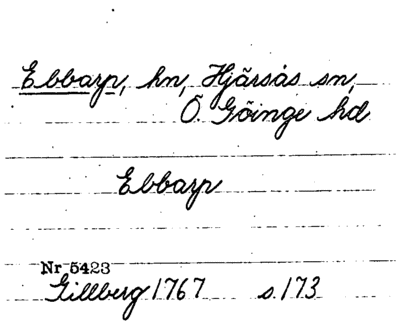 Ebbarp, hn, Hjärsås sn,
Ö. Göinge hd
Ebbarp
Nr 5423
Gillberg 1767 s. 173